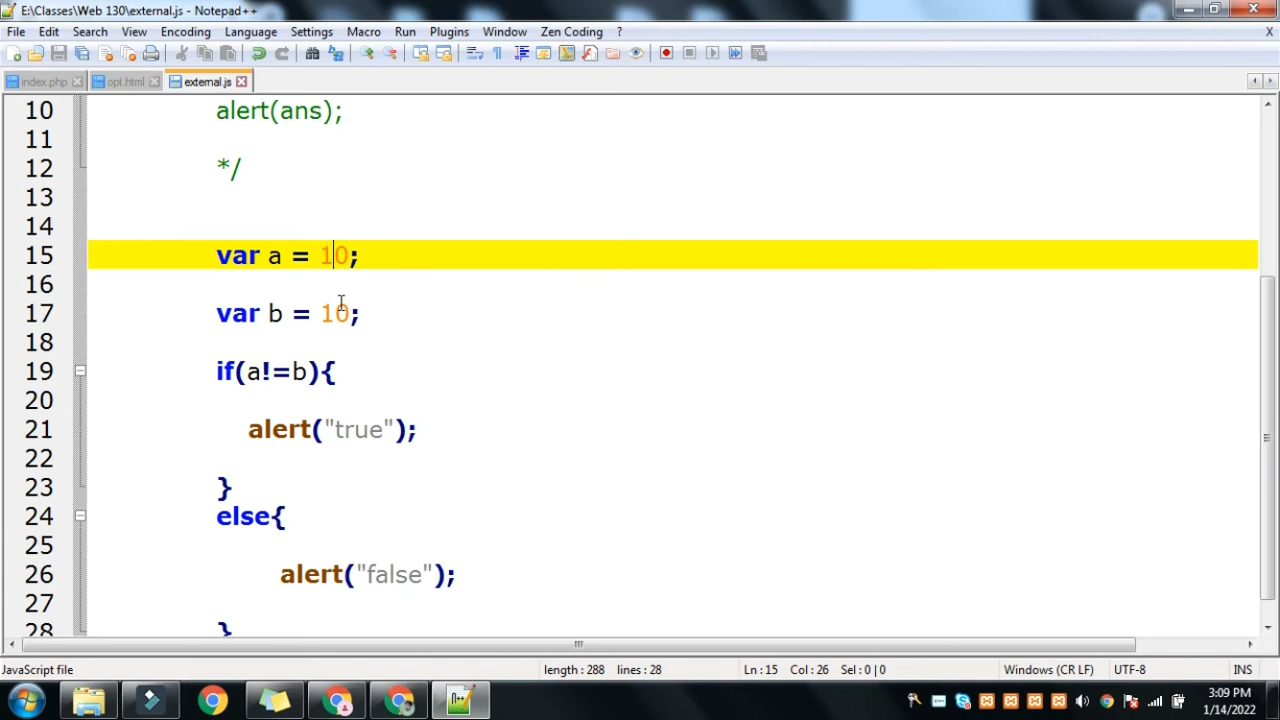 E:\Classes\Web 130\external.js - Notepad++
File Edit Search View Encoding Language Settings Macro Run Plugins Window Zen Coding ? X
index.php opt.html external.js
10 alert(ans);
11
12 */
13
14
15 var a = 10;
16
17 var b = 10;
18
19 if(a!=b){
20
21 alert("true");
22
23 }
24 else{
25
26 alert("false");
27
28 }
JavaScript file length : 288 lines : 28 Ln : 15 Col : 26 Sel : 0 | 0 Windows (CR LF) UTF-8 INS
3:09 PM
1/14/2022